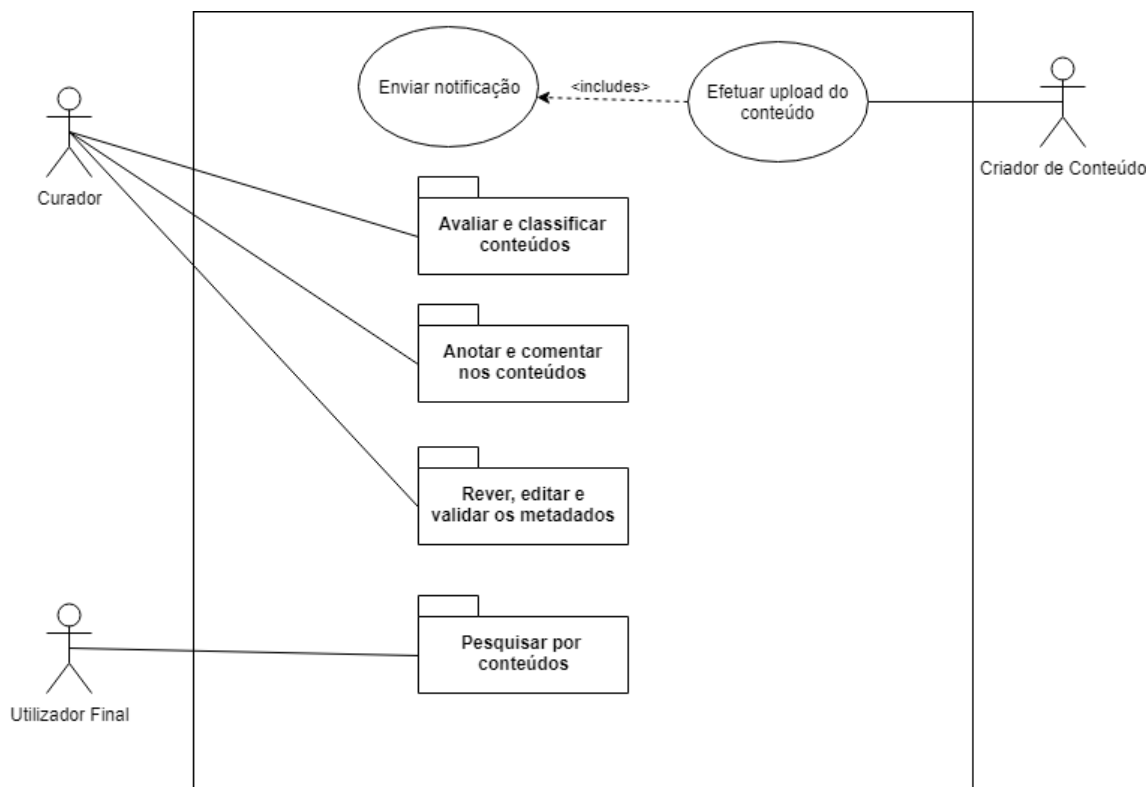 Enviar notificação
<includes>
Efetuar upload do
conteúdo
Criador de Conteúdo
Curador
Avaliar e classificar
conteúdos
Anotar e comentar
nos conteúdos
Rever, editar e
validar os metadados
Pesquisar por
conteúdos
Utilizador Final